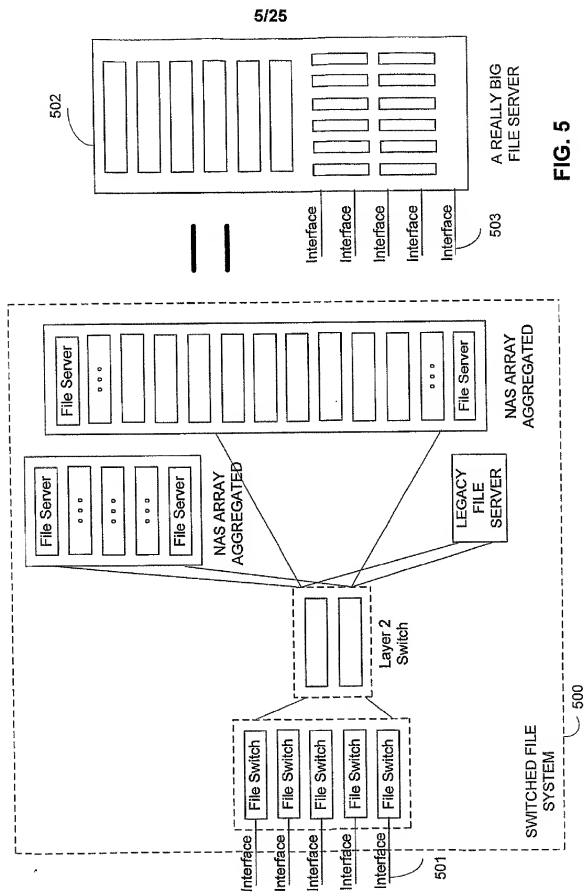 5/25
Interface
Interface
Interface
Interface
Interface
501
File Switch
File Switch
File Switch
File Switch
File Switch
SWITCHED FILE
SYSTEM
500
Layer 2
Switch
File Server
File Server
NAS ARRAY
AGGREGATED
LEGACY
FILE
SERVER
File Server
File Server
NAS ARRAY
AGGREGATED
502
Interface
Interface
Interface
Interface
Interface
503
A REALLY BIG
FILE SERVER
FIG. 5